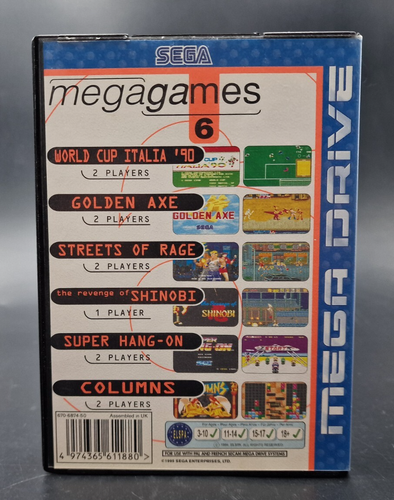 SEGA
megagames
6
WORLD CUP ITALIA '90
2 PLAYERS
GOLDEN AXE
2 PLAYERS
GOLDEN AXE
SEGA
STREETS OF RAGE
2 PLAYERS
the revenge of SHINOBI
1 PLAYER
SHINOBI
SUPER HANG-ON
2 PLAYERS
COLUMNS
2 PLAYERS
MEGA DRIVE
Assembled in UK
4 974365 611880 >
ELSPA
3-10 ✓ 11-14 ✓ 15-17 ✓ 18+ ✓
FOR USE WITH PAL AND FRENCH SECAM MEGA DRIVE SYSTEMS